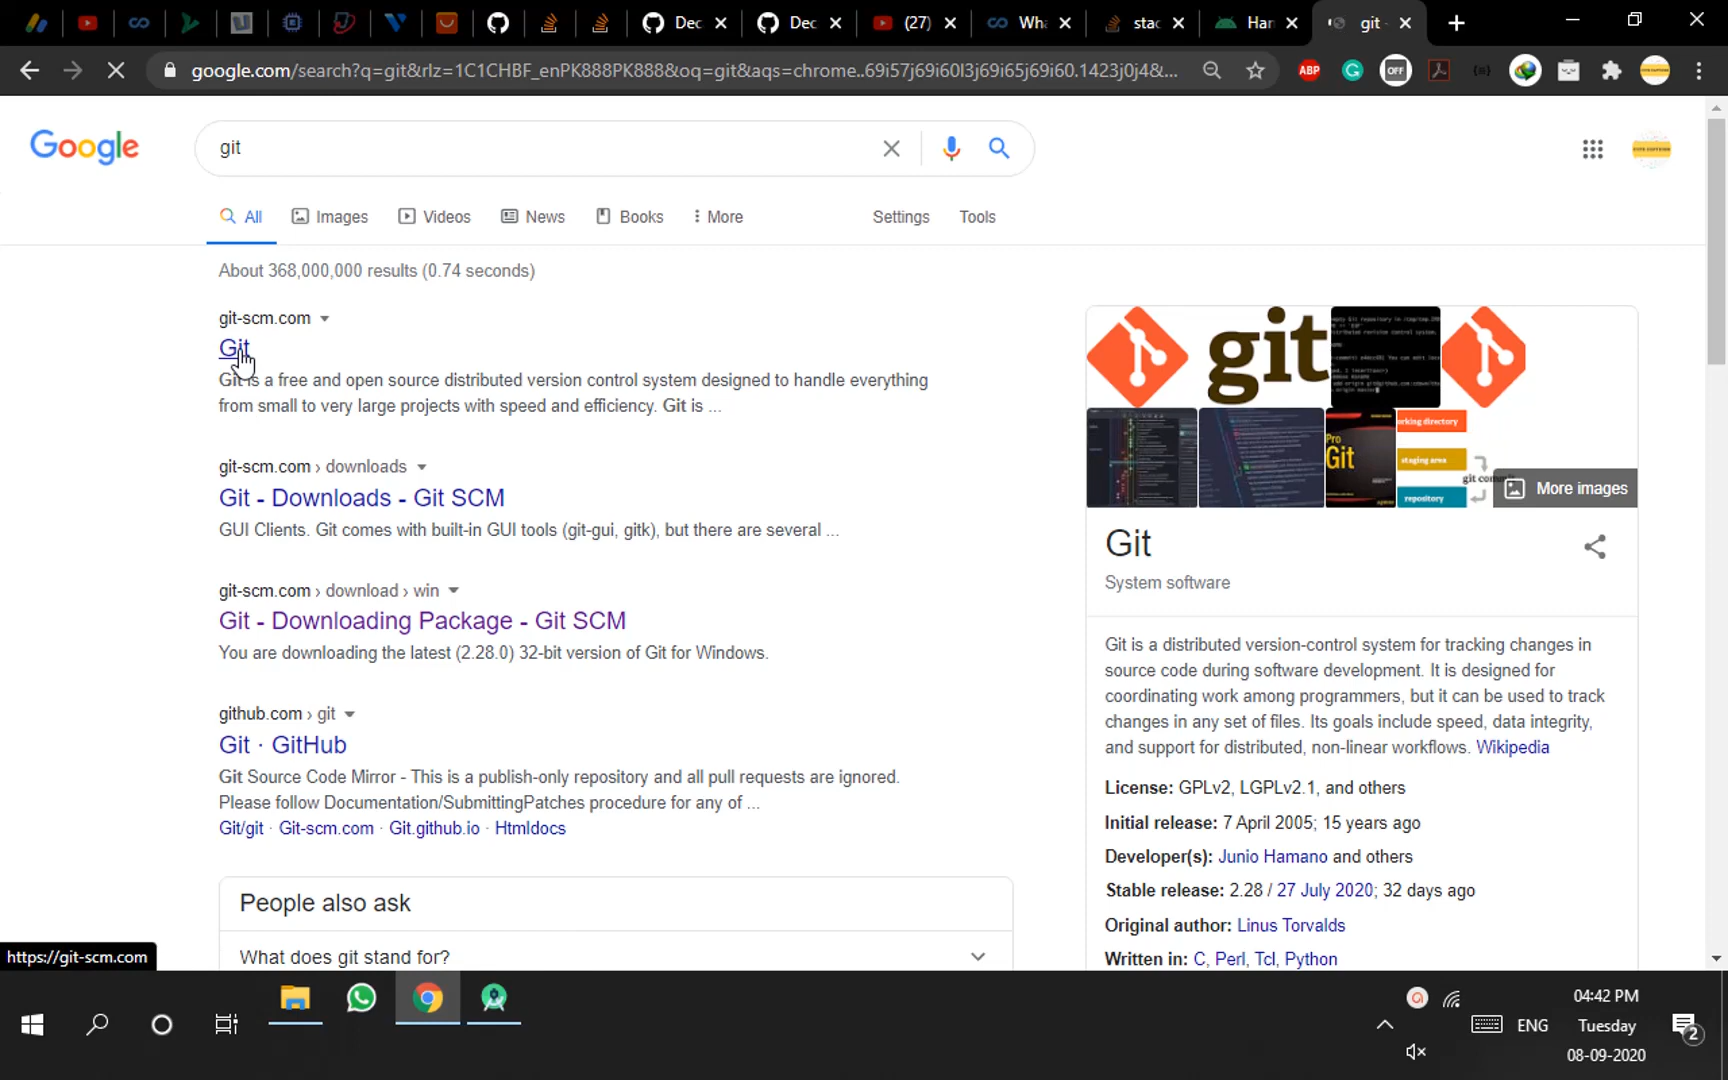 Dec
Dec
(27)
Wha
stac
Har
git -
google.com/search?q=git&rlz=1C1CHBF_enPK888PK888&oq=git&aqs=chrome..69i57j69i60l3j69i65j69i60.1423j0j4&...
ABP
OFF
Google
git
All
Images
Videos
News
Books
More
Settings
Tools
About 368,000,000 results (0.74 seconds)
git-scm.com
Git
Git is a free and open source distributed version control system designed to handle everything
from small to very large projects with speed and efficiency. Git is ...
git-scm.com › downloads
Git - Downloads - Git SCM
GUI Clients. Git comes with built-in GUI tools (git-gui, gitk), but there are several ...
git-scm.com › download › win
Git - Downloading Package - Git SCM
You are downloading the latest (2.28.0) 32-bit version of Git for Windows.
github.com › git
Git · GitHub
Git Source Code Mirror - This is a publish-only repository and all pull requests are ignored.
Please follow Documentation/SubmittingPatches procedure for any of ...
Git/git · Git-scm.com · Git.github.io · Htmldocs
People also ask
What does git stand for?
git
Pro
Git
working directory
staging area
git commit
repository
More images
Git
System software
Git is a distributed version-control system for tracking changes in
source code during software development. It is designed for
coordinating work among programmers, but it can be used to track
changes in any set of files. Its goals include speed, data integrity,
and support for distributed, non-linear workflows. Wikipedia
License: GPLv2, LGPLv2.1, and others
Initial release: 7 April 2005; 15 years ago
Developer(s): Junio Hamano and others
Stable release: 2.28 / 27 July 2020; 32 days ago
Original author: Linus Torvalds
Written in: C, Perl, Tcl, Python
https://git-scm.com
04:42 PM
ENG
Tuesday
08-09-2020
2